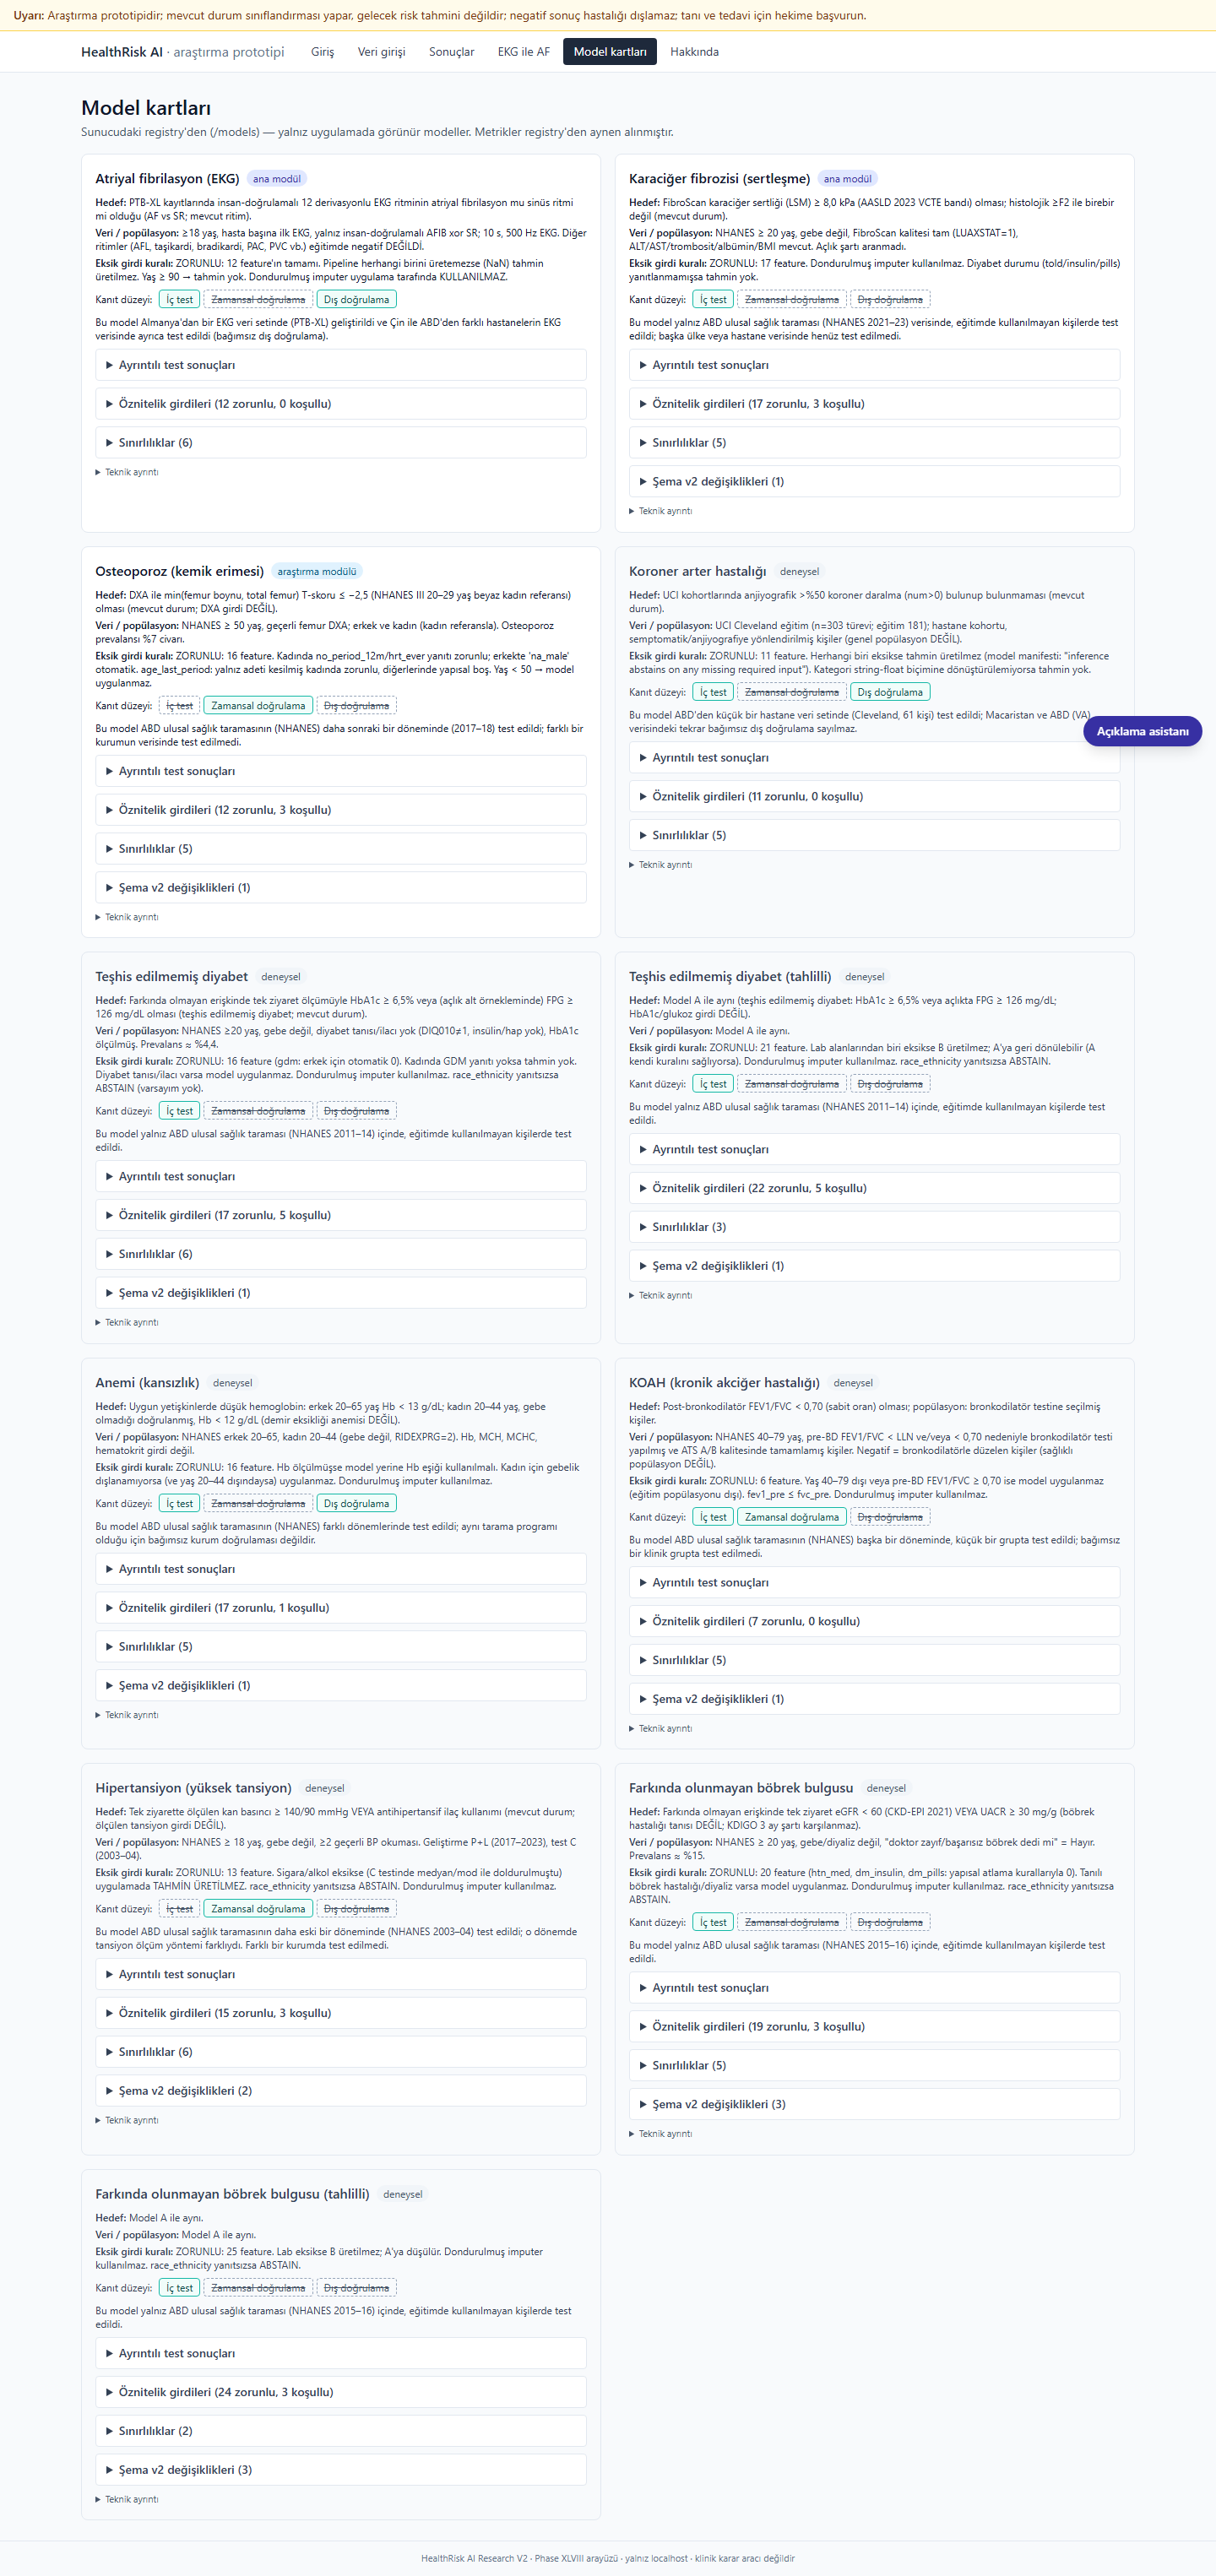 Uyarı: Araştırma prototipidir; mevcut durum sınıflandırması yapar, gelecek risk tahmini değildir; negatif sonuç hastalığı dışlamaz; tanı ve tedavi için hekime başvurun.
HealthRisk AI · araştırma prototipi Giriş Veri girişi Sonuçlar EKG ile AF Model kartları Hakkında
Model kartları
Sunucudaki registry'den (/models) — yalnız uygulamada görünür modeller. Metrikler registry'den aynen alınmıştır.
Atriyal fibrilasyon (EKG) ana modül
Hedef: PTB-XL kayıtlarında insan-doğrulamalı 12 derivasyonlu EKG ritminin atriyal fibrilasyon mu sinüs ritmi
mi olduğu (AF vs SR; mevcut ritim).
Veri / popülasyon: ≥18 yaş, hasta başına ilk EKG, yalnız insan-doğrulamalı AFIB xor SR; 10 s, 500 Hz EKG. Diğer
ritimler (AFL, taşikardi, bradikardi, PAC, PVC vb.) eğitimde negatif DEĞİLDİ.
Eksik girdi kuralı: ZORUNLU: 12 feature'ın tamamı. Pipeline herhangi birini üretemezse (NaN) tahmin
üretilmez. Yaş ≥ 90 → tahmin yok. Dondurulmuş imputer uygulama tarafında KULLANILMAZ.
Kanıt düzeyi: İç test Zamansal doğrulama Dış doğrulama
Bu model Almanya'dan bir EKG veri setinde (PTB-XL) geliştirildi ve Çin ile ABD'den farklı hastanelerin EKG
verisinde ayrıca test edildi (bağımsız dış doğrulama).
▶ Ayrıntılı test sonuçları
▶ Öznitelik girdileri (12 zorunlu, 0 koşullu)
▶ Sınırlılıklar (6)
▶ Teknik ayrıntı
Karaciğer fibrozisi (sertleşme) ana modül
Hedef: FibroScan karaciğer sertliği (LSM) ≥ 8,0 kPa (AASLD 2023 VCTE bandı) olması; histolojik ≥F2 ile birebir
değil (mevcut durum).
Veri / popülasyon: NHANES ≥ 20 yaş, gebe değil, FibroScan kalitesi tam (LUAXSTAT=1),
ALT/AST/trombosit/albümin/BMI mevcut. Açlık şartı aranmadı.
Eksik girdi kuralı: ZORUNLU: 17 feature. Dondurulmuş imputer kullanılmaz. Diyabet durumu (told/insulin/pills)
yanıtlanmamışsa tahmin yok.
Kanıt düzeyi: İç test Zamansal doğrulama Dış doğrulama
Bu model yalnız ABD ulusal sağlık taraması (NHANES 2021–23) verisinde, eğitimde kullanılmayan kişilerde test
edildi; başka ülke veya hastane verisinde henüz test edilmedi.
▶ Ayrıntılı test sonuçları
▶ Öznitelik girdileri (17 zorunlu, 3 koşullu)
▶ Sınırlılıklar (5)
▶ Şema v2 değişiklikleri (1)
▶ Teknik ayrıntı
Osteoporoz (kemik erimesi) araştırma modülü
Hedef: DXA ile min(femur boynu, total femur) T-skoru ≤ −2,5 (NHANES III 20–29 yaş beyaz kadın referansı)
olması (mevcut durum; DXA girdi DEĞİL).
Veri / popülasyon: NHANES ≥ 50 yaş, geçerli femur DXA; erkek ve kadın (kadın referansla). Osteoporoz
prevalansı %7 civarı.
Eksik girdi kuralı: ZORUNLU: 16 feature. Kadında no_period_12m/hrt_ever yanıtı zorunlu; erkekte 'na_male'
otomatik. age_last_period: yalnız adeti kesilmiş kadında zorunlu, diğerlerinde yapısal boş. Yaş < 50 → model
uygulanmaz.
Kanıt düzeyi: İç test Zamansal doğrulama Dış doğrulama
Bu model ABD ulusal sağlık taramasının (NHANES) daha sonraki bir döneminde (2017–18) test edildi; farklı bir
kurumun verisinde test edilmedi.
▶ Ayrıntılı test sonuçları
▶ Öznitelik girdileri (12 zorunlu, 3 koşullu)
▶ Sınırlılıklar (5)
▶ Şema v2 değişiklikleri (1)
▶ Teknik ayrıntı
Koroner arter hastalığı deneysel
Hedef: UCI kohortlarında anjiyografik >%50 koroner daralma (num>0) bulunup bulunmaması (mevcut
durum).
Veri / popülasyon: UCI Cleveland eğitim (n=303 türevi; eğitim 181); hastane kohortu,
semptomatik/anjiyografiye yönlendirilmiş kişiler (genel popülasyon DEĞİL).
Eksik girdi kuralı: ZORUNLU: 11 feature. Herhangi biri eksikse tahmin üretilmez (model manifesti: "inference
abstains on any missing required input"). Kategori string-float biçimine dönüştürülemiyorsa tahmin yok.
Kanıt düzeyi: İç test Zamansal doğrulama Dış doğrulama
Bu model ABD'den küçük bir hastane veri setinde (Cleveland, 61 kişi) test edildi; Macaristan ve ABD (VA)
verisindeki tekrar bağımsız dış doğrulama sayılmaz.
Açıklama asistanı
▶ Ayrıntılı test sonuçları
▶ Öznitelik girdileri (11 zorunlu, 0 koşullu)
▶ Sınırlılıklar (5)
▶ Teknik ayrıntı
Teşhis edilmemiş diyabet deneysel
Hedef: Farkında olmayan erişkinde tek ziyaret ölçümüyle HbA1c ≥ 6,5% veya (açlık alt örnekleminde) FPG ≥
126 mg/dL olması (teşhis edilmemiş diyabet; mevcut durum).
Veri / popülasyon: NHANES ≥20 yaş, gebe değil, diyabet tanısı/ilacı yok (DIQ010≠1, insülin/hap yok), HbA1c
ölçülmüş. Prevalans ≈ %4,4.
Eksik girdi kuralı: ZORUNLU: 16 feature (gdm: erkek için otomatik 0). Kadında GDM yanıtı yoksa tahmin yok.
Diyabet tanısı/ilacı varsa model uygulanmaz. Dondurulmuş imputer kullanılmaz. race_ethnicity yanıtsızsa
ABSTAIN (varsayım yok).
Kanıt düzeyi: İç test Zamansal doğrulama Dış doğrulama
Bu model yalnız ABD ulusal sağlık taraması (NHANES 2011–14) içinde, eğitimde kullanılmayan kişilerde test
edildi.
▶ Ayrıntılı test sonuçları
▶ Öznitelik girdileri (17 zorunlu, 5 koşullu)
▶ Sınırlılıklar (6)
▶ Şema v2 değişiklikleri (1)
▶ Teknik ayrıntı
Teşhis edilmemiş diyabet (tahlilli) deneysel
Hedef: Model A ile aynı (teşhis edilmemiş diyabet: HbA1c ≥ 6,5% veya açlıkta FPG ≥ 126 mg/dL;
HbA1c/glukoz girdi DEĞİL).
Veri / popülasyon: Model A ile aynı.
Eksik girdi kuralı: ZORUNLU: 21 feature. Lab alanlarından biri eksikse B üretilmez; A'ya geri dönülebilir (A
kendi kuralını sağlıyorsa). Dondurulmuş imputer kullanılmaz. race_ethnicity yanıtsızsa ABSTAIN.
Kanıt düzeyi: İç test Zamansal doğrulama Dış doğrulama
Bu model yalnız ABD ulusal sağlık taraması (NHANES 2011–14) içinde, eğitimde kullanılmayan kişilerde test
edildi.
▶ Ayrıntılı test sonuçları
▶ Öznitelik girdileri (22 zorunlu, 5 koşullu)
▶ Sınırlılıklar (3)
▶ Şema v2 değişiklikleri (1)
▶ Teknik ayrıntı
Anemi (kansızlık) deneysel
Hedef: Uygun yetişkinlerde düşük hemoglobin: erkek 20–65 yaş Hb < 13 g/dL; kadın 20–44 yaş, gebe
olmadığı doğrulanmış, Hb < 12 g/dL (demir eksikliği anemisi DEĞİL).
Veri / popülasyon: NHANES erkek 20–65, kadın 20–44 (gebe değil, RIDEXPRG=2). Hb, MCH, MCHC,
hematokrit girdi değil.
Eksik girdi kuralı: ZORUNLU: 16 feature. Hb ölçülmüşse model yerine Hb eşiği kullanılmalı. Kadın için gebelik
dışlanamıyorsa (ve yaş 20–44 dışındaysa) uygulanmaz. Dondurulmuş imputer kullanılmaz.
Kanıt düzeyi: İç test Zamansal doğrulama Dış doğrulama
Bu model ABD ulusal sağlık taramasının (NHANES) farklı dönemlerinde test edildi; aynı tarama programı
olduğu için bağımsız kurum doğrulaması değildir.
▶ Ayrıntılı test sonuçları
▶ Öznitelik girdileri (17 zorunlu, 1 koşullu)
▶ Sınırlılıklar (5)
▶ Şema v2 değişiklikleri (1)
▶ Teknik ayrıntı
KOAH (kronik akciğer hastalığı) deneysel
Hedef: Post-bronkodilatör FEV1/FVC < 0,70 (sabit oran) olması; popülasyon: bronkodilatör testine seçilmiş
kişiler.
Veri / popülasyon: NHANES 40–79 yaş, pre-BD FEV1/FVC < LLN ve/veya < 0,70 nedeniyle bronkodilatör testi
yapılmış ve ATS A/B kalitesinde tamamlamış kişiler. Negatif = bronkodilatörle düzelen kişiler (sağlıklı
popülasyon DEĞİL).
Eksik girdi kuralı: ZORUNLU: 6 feature. Yaş 40–79 dışı veya pre-BD FEV1/FVC ≥ 0,70 ise model uygulanmaz
(eğitim popülasyonu dışı). fev1_pre ≤ fvc_pre. Dondurulmuş imputer kullanılmaz.
Kanıt düzeyi: İç test Zamansal doğrulama Dış doğrulama
Bu model ABD ulusal sağlık taramasının (NHANES) başka bir döneminde, küçük bir grupta test edildi; bağımsız
bir klinik grupta test edilmedi.
▶ Ayrıntılı test sonuçları
▶ Öznitelik girdileri (7 zorunlu, 0 koşullu)
▶ Sınırlılıklar (5)
▶ Şema v2 değişiklikleri (1)
▶ Teknik ayrıntı
Hipertansiyon (yüksek tansiyon) deneysel
Hedef: Tek ziyarette ölçülen kan basıncı ≥ 140/90 mmHg VEYA antihipertansif ilaç kullanımı (mevcut durum;
ölçülen tansiyon girdi DEĞİL).
Veri / popülasyon: NHANES ≥ 18 yaş, gebe değil, ≥2 geçerli BP okuması. Geliştirme P+L (2017–2023), test C
(2003–04).
Eksik girdi kuralı: ZORUNLU: 13 feature. Sigara/alkol eksikse (C testinde medyan/mod ile doldurulmuştu)
uygulamada TAHMİN ÜRETİLMEZ. race_ethnicity yanıtsızsa ABSTAIN. Dondurulmuş imputer kullanılmaz.
Kanıt düzeyi: İç test Zamansal doğrulama Dış doğrulama
Bu model ABD ulusal sağlık taramasının daha eski bir döneminde (NHANES 2003–04) test edildi; o dönemde
tansiyon ölçüm yöntemi farklıydı. Farklı bir kurumda test edilmedi.
▶ Ayrıntılı test sonuçları
▶ Öznitelik girdileri (15 zorunlu, 3 koşullu)
▶ Sınırlılıklar (6)
▶ Şema v2 değişiklikleri (2)
▶ Teknik ayrıntı
Farkında olunmayan böbrek bulgusu deneysel
Hedef: Farkında olmayan erişkinde tek ziyaret eGFR < 60 (CKD-EPI 2021) VEYA UACR ≥ 30 mg/g (böbrek
hastalığı tanısı DEĞİL; KDIGO 3 ay şartı karşılanmaz).
Veri / popülasyon: NHANES ≥ 20 yaş, gebe/diyaliz değil, "doktor zayıf/başarısız böbrek dedi mi" = Hayır.
Prevalans ≈ %15.
Eksik girdi kuralı: ZORUNLU: 20 feature (htn_med, dm_insulin, dm_pills: yapısal atlama kurallarıyla 0). Tanılı
böbrek hastalığı/diyaliz varsa model uygulanmaz. Dondurulmuş imputer kullanılmaz. race_ethnicity yanıtsızsa
ABSTAIN.
Kanıt düzeyi: İç test Zamansal doğrulama Dış doğrulama
Bu model yalnız ABD ulusal sağlık taraması (NHANES 2015–16) içinde, eğitimde kullanılmayan kişilerde test
edildi.
▶ Ayrıntılı test sonuçları
▶ Öznitelik girdileri (19 zorunlu, 3 koşullu)
▶ Sınırlılıklar (5)
▶ Şema v2 değişiklikleri (3)
▶ Teknik ayrıntı
Farkında olunmayan böbrek bulgusu (tahlilli) deneysel
Hedef: Model A ile aynı.
Veri / popülasyon: Model A ile aynı.
Eksik girdi kuralı: ZORUNLU: 25 feature. Lab eksikse B üretilmez; A'ya düşülür. Dondurulmuş imputer
kullanılmaz. race_ethnicity yanıtsızsa ABSTAIN.
Kanıt düzeyi: İç test Zamansal doğrulama Dış doğrulama
Bu model yalnız ABD ulusal sağlık taraması (NHANES 2015–16) içinde, eğitimde kullanılmayan kişilerde test
edildi.
▶ Ayrıntılı test sonuçları
▶ Öznitelik girdileri (24 zorunlu, 3 koşullu)
▶ Sınırlılıklar (2)
▶ Şema v2 değişiklikleri (3)
▶ Teknik ayrıntı
HealthRisk AI Research V2 · Phase XLVIII arayüzü · yalnız localhost · klinik karar aracı değildir